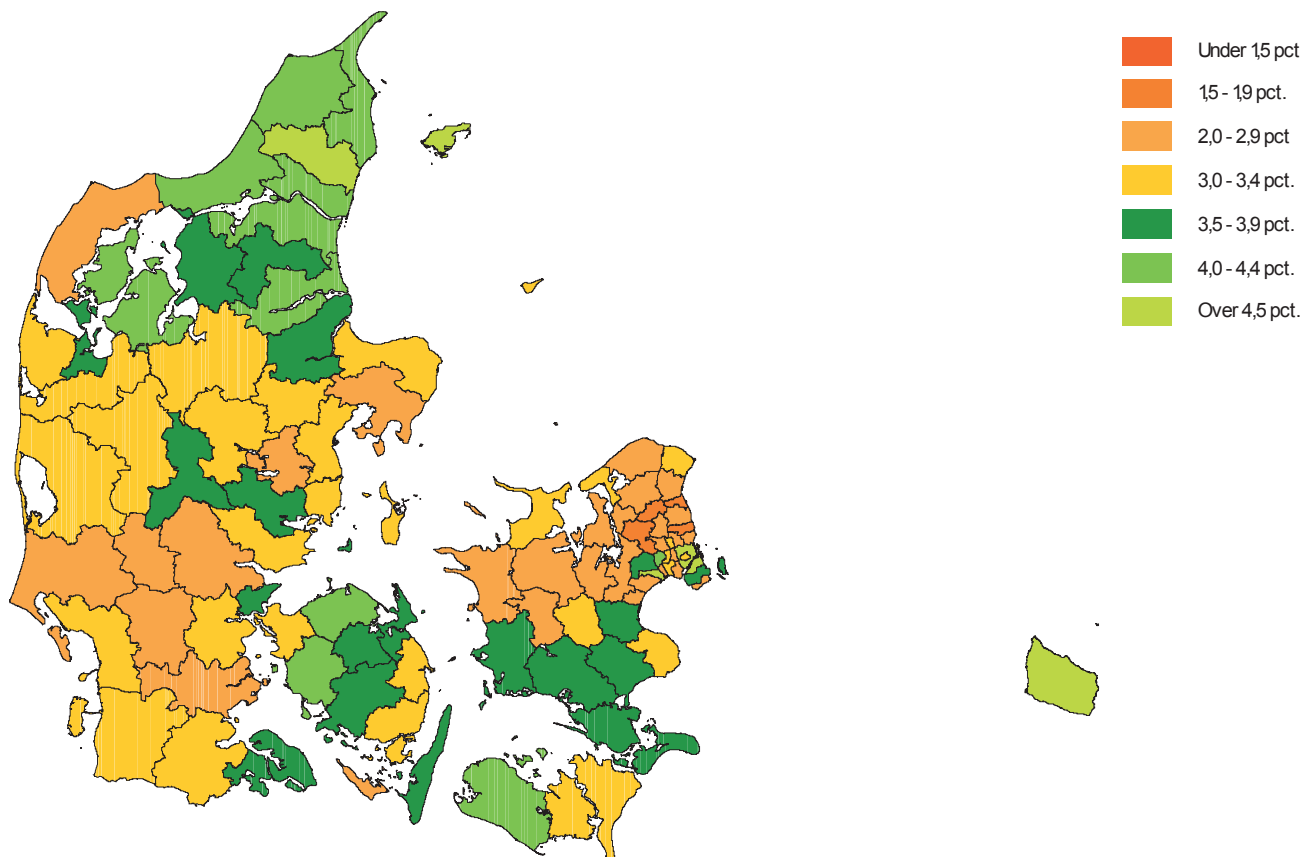 Under 1,5 pct
1,5 - 1,9 pct.
2,0 - 2,9 pct
3,0 - 3,4 pct.
3,5 - 3,9 pct.
4,0 - 4,4 pct.
Over 4,5 pct.